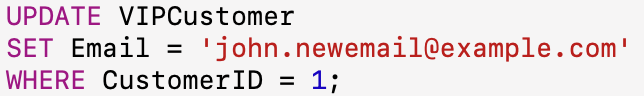 UPDATE VIPCustomer
SET Email = 'john.newemail@example.com'
WHERE CustomerID = 1;